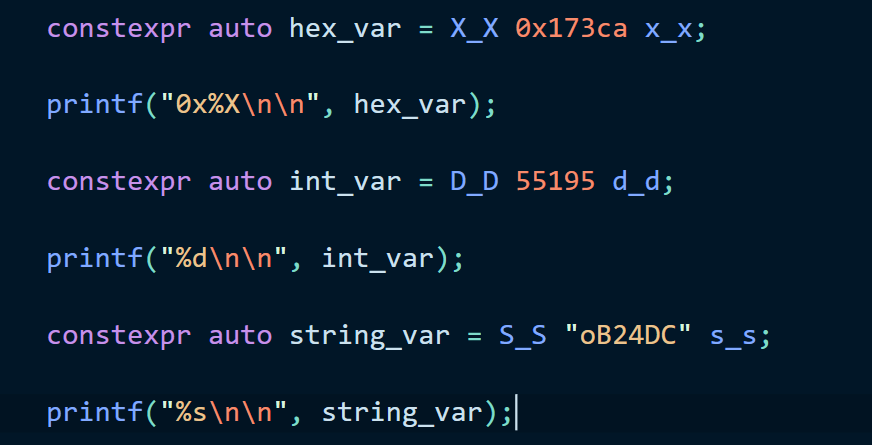 constexpr auto hex_var = X_X 0x173ca x_x;
printf("0x%X\n\n", hex_var);
constexpr auto int_var = D_D 55195 d_d;
printf("%d\n\n", int_var);
constexpr auto string_var = S_S "oB24DC" s_s;
printf("%s\n\n", string_var);